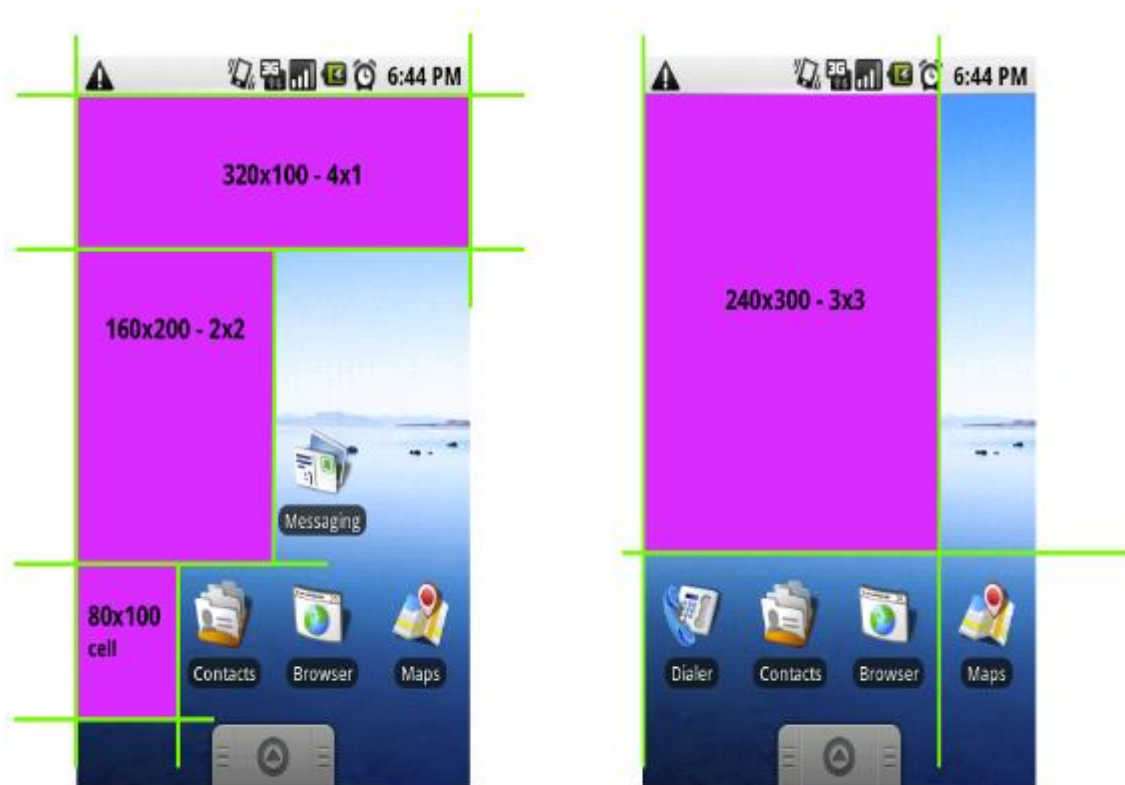 6:44 PM
320x100 - 4x1
160x200 - 2x2
Messaging
80x100
cell
Contacts
Browser
Maps
3G
6:44 PM
240x300 - 3x3
Dialer
Contacts
Browser
Maps